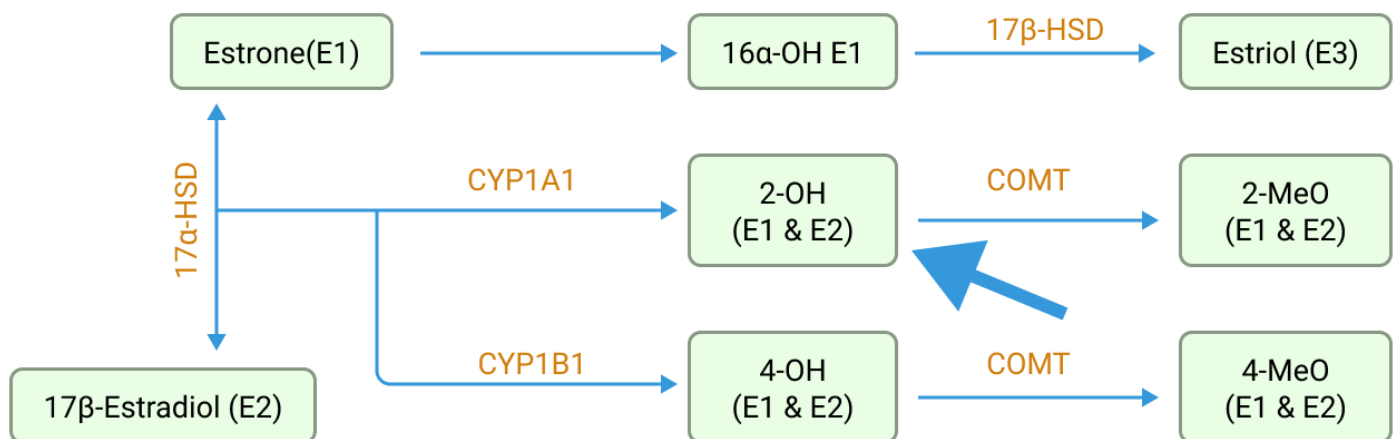 Estrone(E1)
16α-OH E1
17β-HSD
Estriol (E3)
17α-HSD
CYP1A1
2-OH
(E1 & E2)
COMT
2-MeO
(E1 & E2)
17β-Estradiol (E2)
CYP1B1
4-OH
(E1 & E2)
COMT
4-MeO
(E1 & E2)